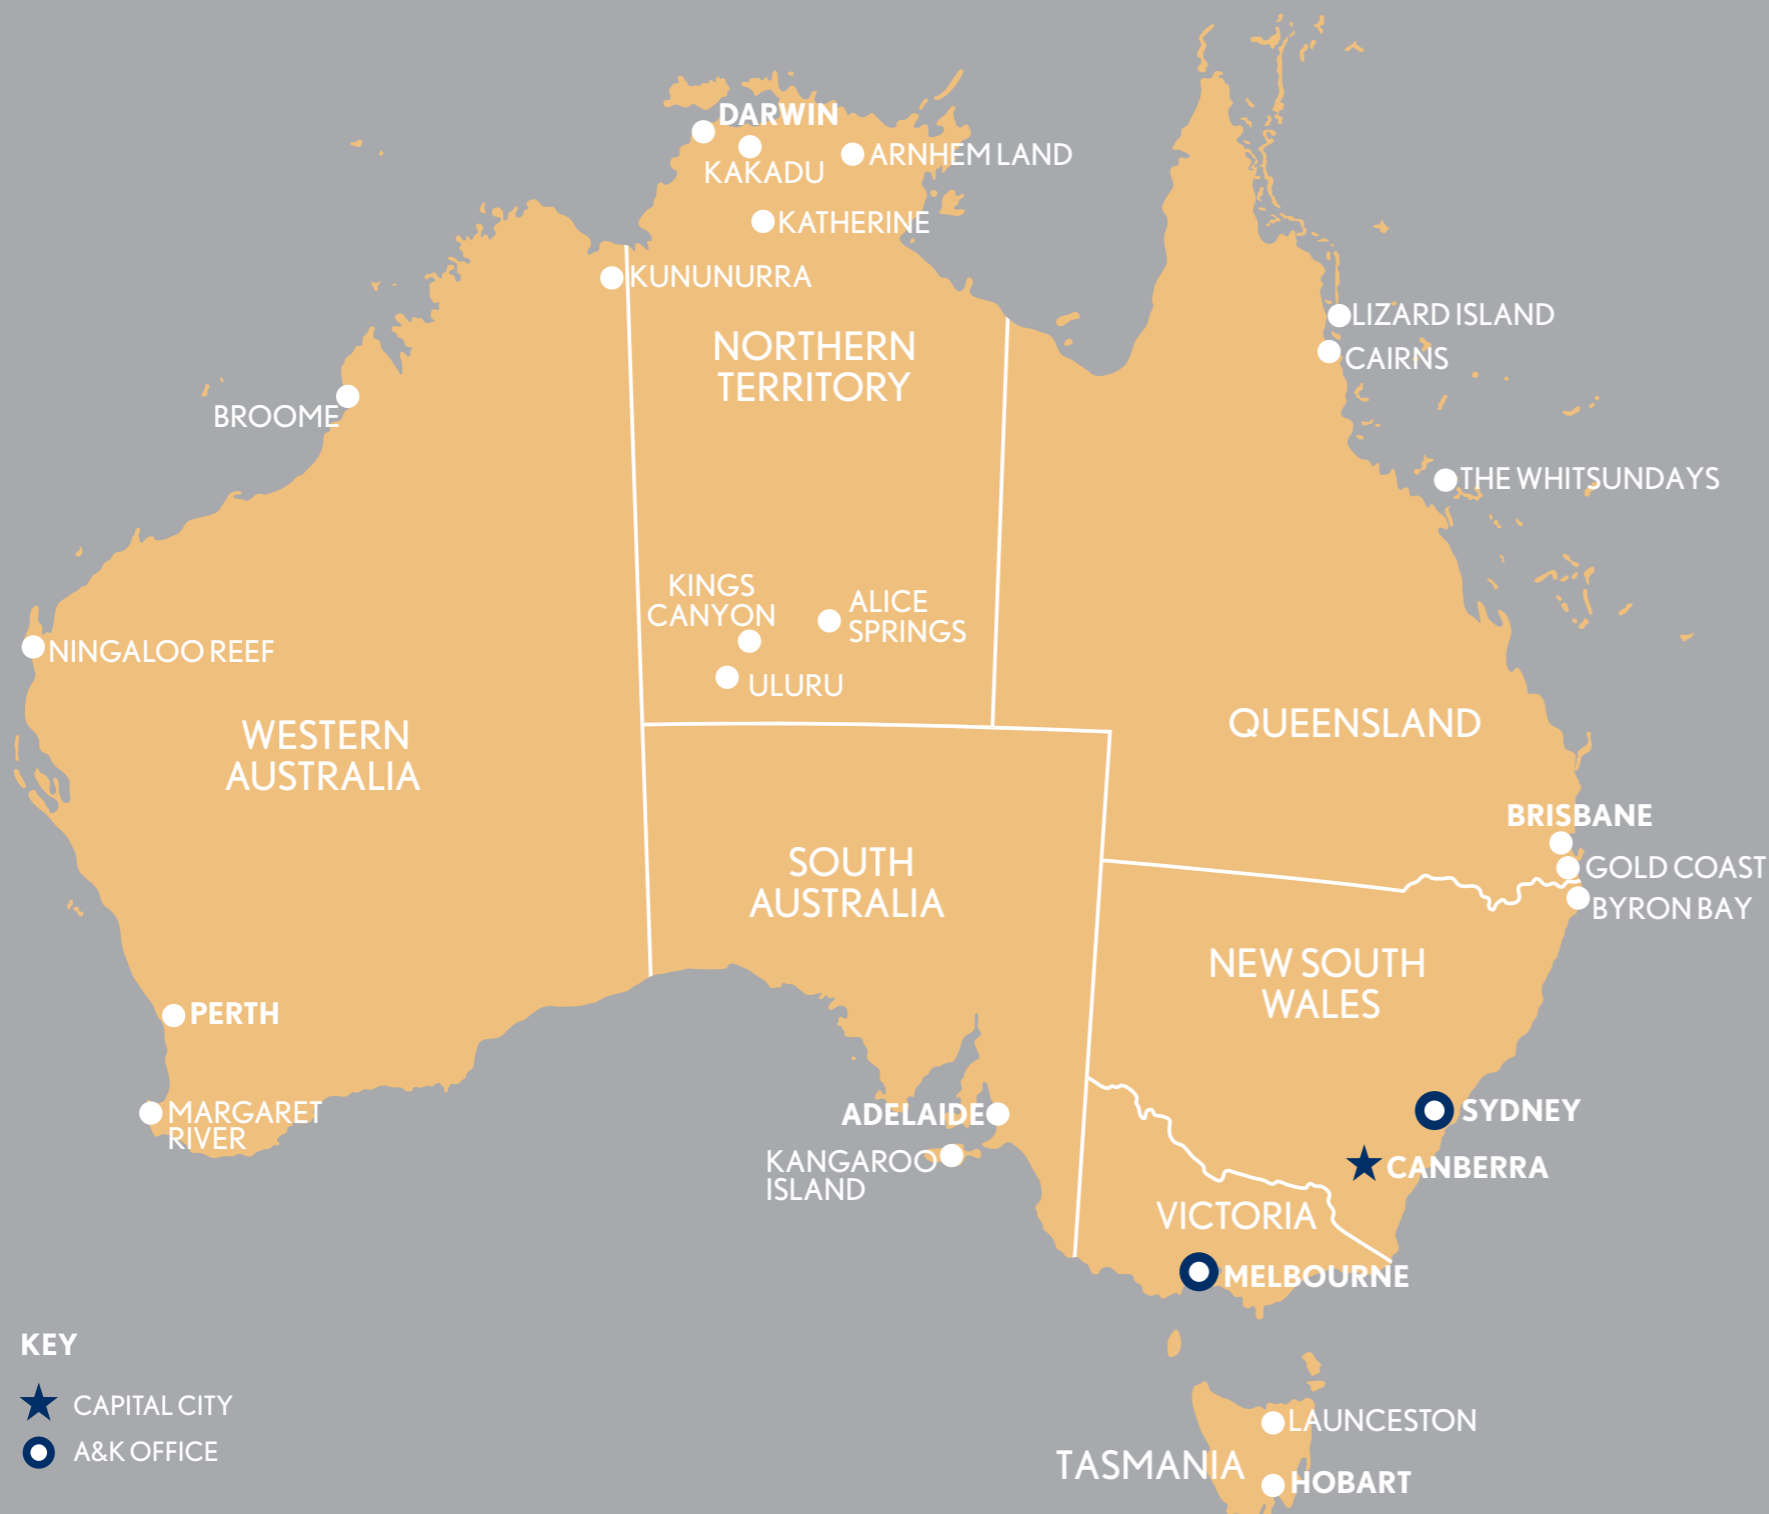 DARWIN
KAKADU
ARNHEM LAND
KATHERINE
KUNUNURRA
NORTHERN
TERRITORY
LIZARD ISLAND
CAIRNS
BROOME
THE WHITSUNDAYS
KINGS
CANYON
ALICE
SPRINGS
ULURU
NINGALOO REEF
WESTERN
AUSTRALIA
QUEENSLAND
BRISBANE
GOLD COAST
BYRON BAY
SOUTH
AUSTRALIA
NEW SOUTH
WALES
PERTH
MARGARET
RIVER
ADELAIDE
KANGAROO
ISLAND
SYDNEY
CANBERRA
VICTORIA
MELBOURNE
KEY
CAPITAL CITY
A&K OFFICE
LAUNCESTON
TASMANIA
HOBART